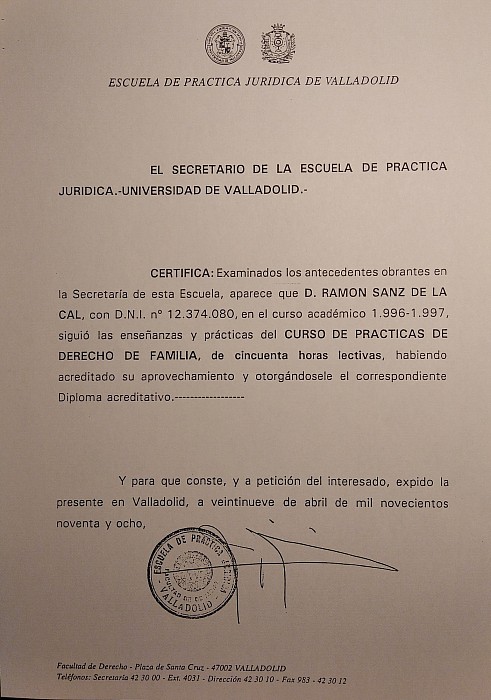 ESCUELA DE PRACTICA JURIDICA DE VALLADOLID
EL SECRETARIO DE LA ESCUELA DE PRACTICA
JURIDICA.-UNIVERSIDAD DE VALLADOLID.-
CERTIFICA: Examinados los antecedentes obrantes en
la Secretaría de esta Escuela, aparece que D. RAMON SANZ DE LA
CAL, con D.N.I. nº 12.374.080, en el curso académico 1.996-1.997,
siguió las enseñanzas y prácticas del CURSO DE PRACTICAS DE
DERECHO DE FAMILIA, de cincuenta horas lectivas, habiendo
acreditado su aprovechamiento y otorgándosele el correspondiente
Diploma acreditativo.------------------
Y para que conste, y a petición del interesado, expido la
presente en Valladolid, a veintinueve de abril de mil novecientos
noventa y ocho,
ESCUELA DE PRACTICA JURIDICA
FACULTAD DE
- VALLADOLID -
Facultad de Derecho - Plaza de Santa Cruz - 47002 VALLADOLID
Teléfonos: Secretaría 42 30 00 - Ext. 4031 - Dirección 42 30 10 - Fax 983 - 42 30 12